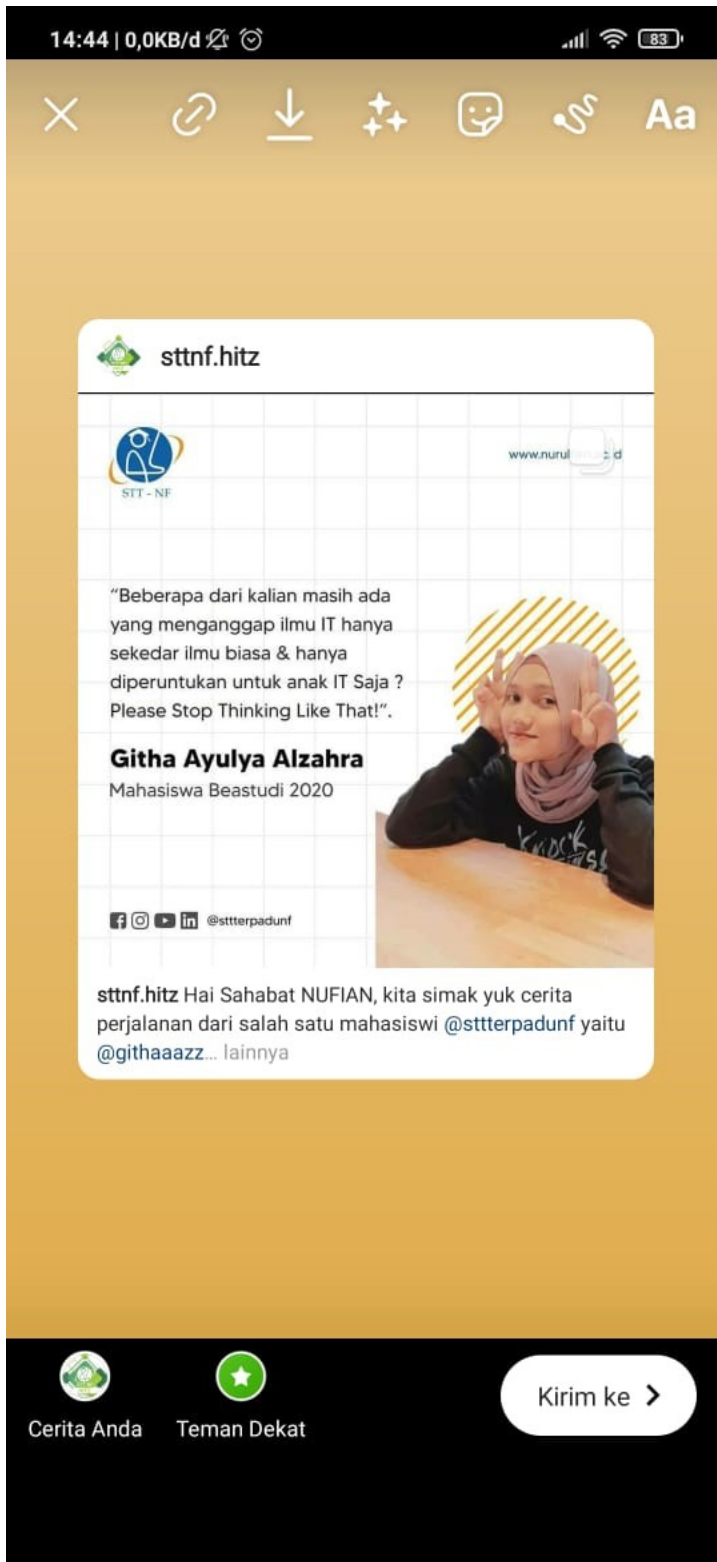 14:44 | 0,0KB/d
83
Aa
sttnf.hitz
STT - NF
www.nurul
“Beberapa dari kalian masih ada
yang menganggap ilmu IT hanya
sekedar ilmu biasa & hanya
diperuntukan untuk anak IT Saja ?
Please Stop Thinking Like That!”.
Githa Ayulya Alzahra
Mahasiswa Beastudi 2020
@sttterpadunf
sttnf.hitz Hai Sahabat NUFIAN, kita simak yuk cerita
perjalanan dari salah satu mahasiswi @sttterpadunf yaitu
@githaaazz... lainnya
Cerita Anda
Teman Dekat
Kirim ke